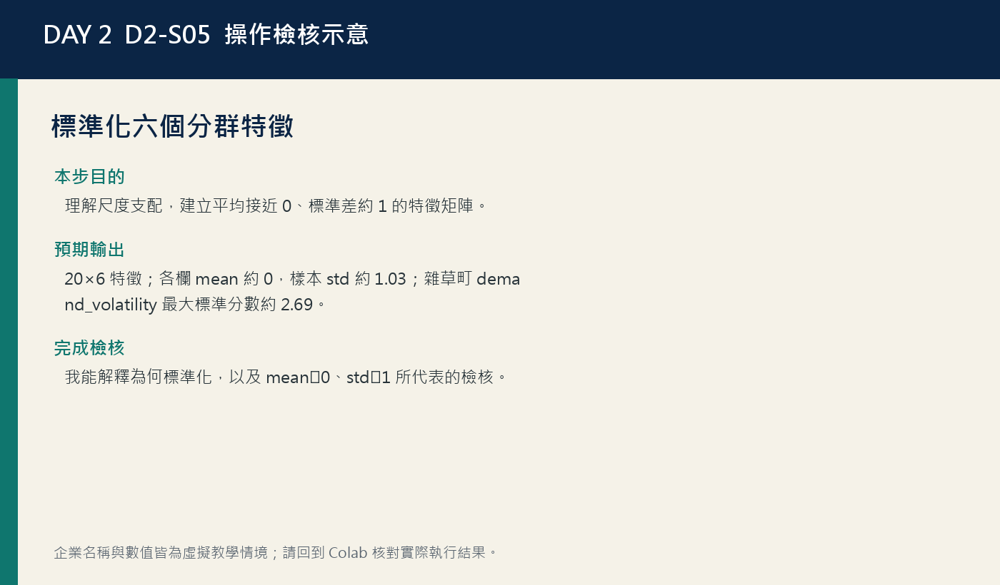 DAY 2 D2-S05 操作檢核示意
標準化六個分群特徵
本步目的
理解尺度支配，建立平均接近 0、標準差約 1 的特徵矩陣。
預期輸出
20×6 特徵；各欄 mean 約 0，樣本 std 約 1.03；雜草町 dema
nd_volatility 最大標準分數約 2.69。
完成檢核
我能解釋為何標準化，以及 mean□0、std□1 所代表的檢核。
企業名稱與數值皆為虛擬教學情境；請回到 Colab 核對實際執行結果。